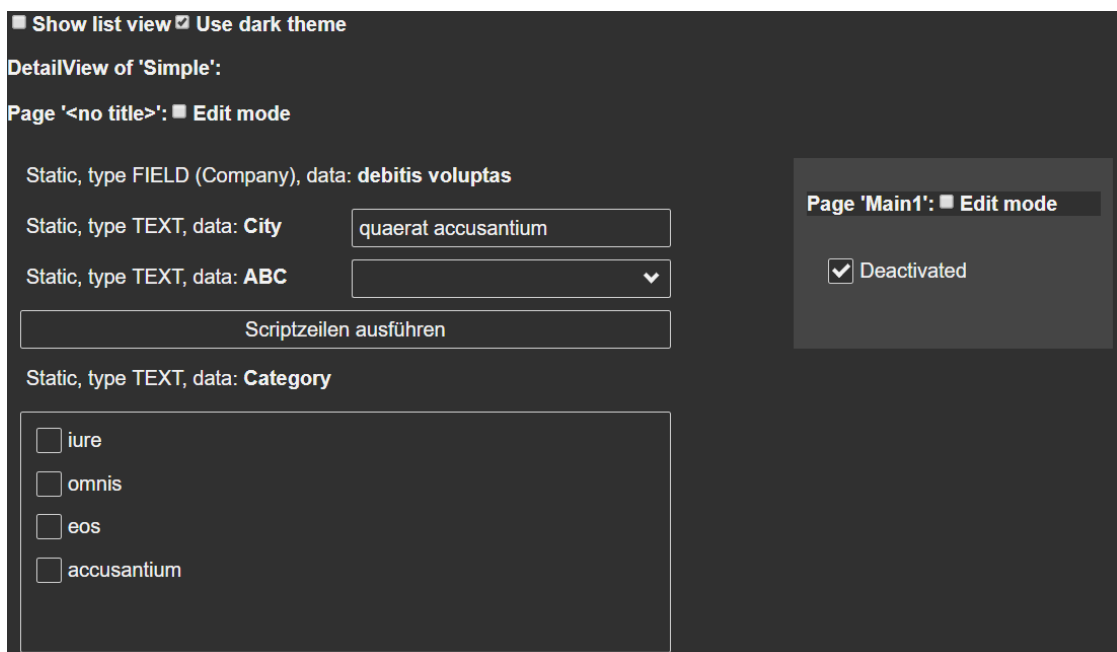 Show list view Use dark theme
DetailView of 'Simple':
Page '<no title>': Edit mode
Static, type FIELD (Company), data: debitis voluptas
Static, type TEXT, data: City
quaerat accusantium
Static, type TEXT, data: ABC
Scriptzeilen ausführen
Static, type TEXT, data: Category
iure
omnis
eos
accusantium
Page 'Main1': Edit mode
Deactivated